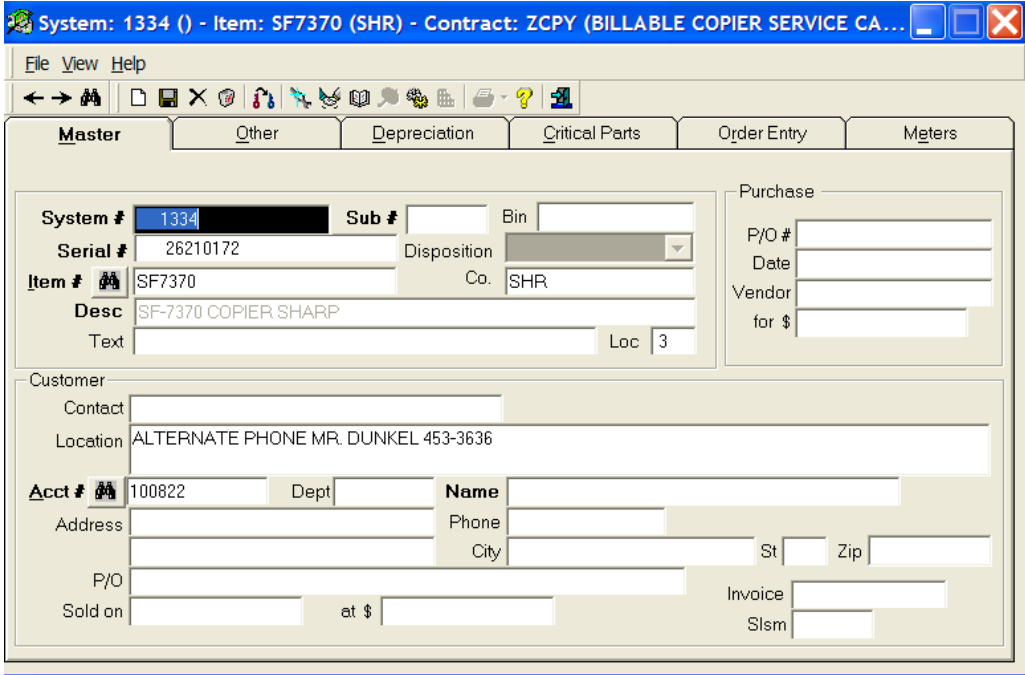 System: 1334 () - Item: SF7370 (SHR) - Contract: ZCPY (BILLABLE COPIER SERVICE CA...
File View Help
Master Other Depreciation Critical Parts Order Entry Meters
System # 1334 Sub # Bin
Serial # 26210172 Disposition
Item # SF7370 Co. SHR
Desc SF-7370 COPIER SHARP
Text Loc 3
Purchase
P/O #
Date
Vendor
for $
Customer
Contact
Location ALTERNATE PHONE MR. DUNKEL 453-3636
Acct # 100822 Dept Name
Address Phone
City St Zip
P/O
Sold on at $
Invoice
Slsm